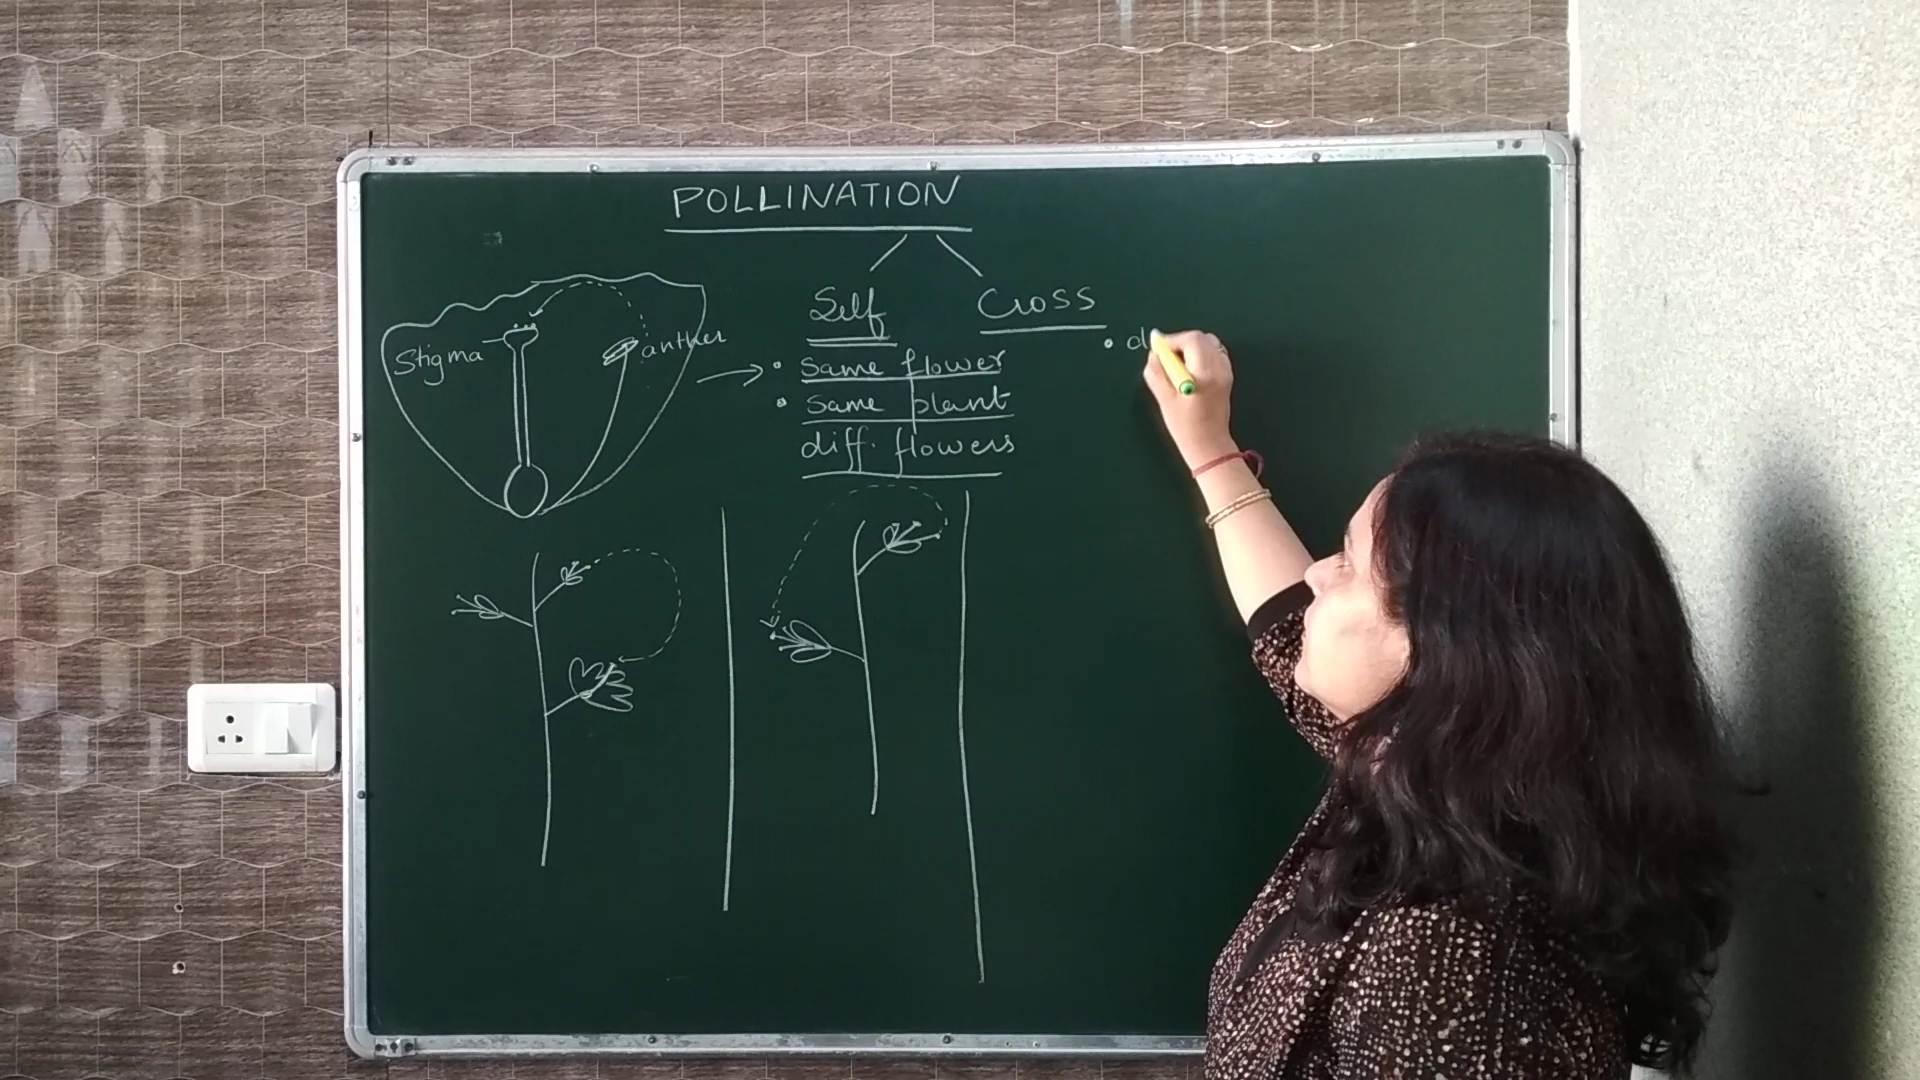 POLLINATION
Self
Cross
Stigma
anther
• same flower
• same plant
diff. flowers
• d